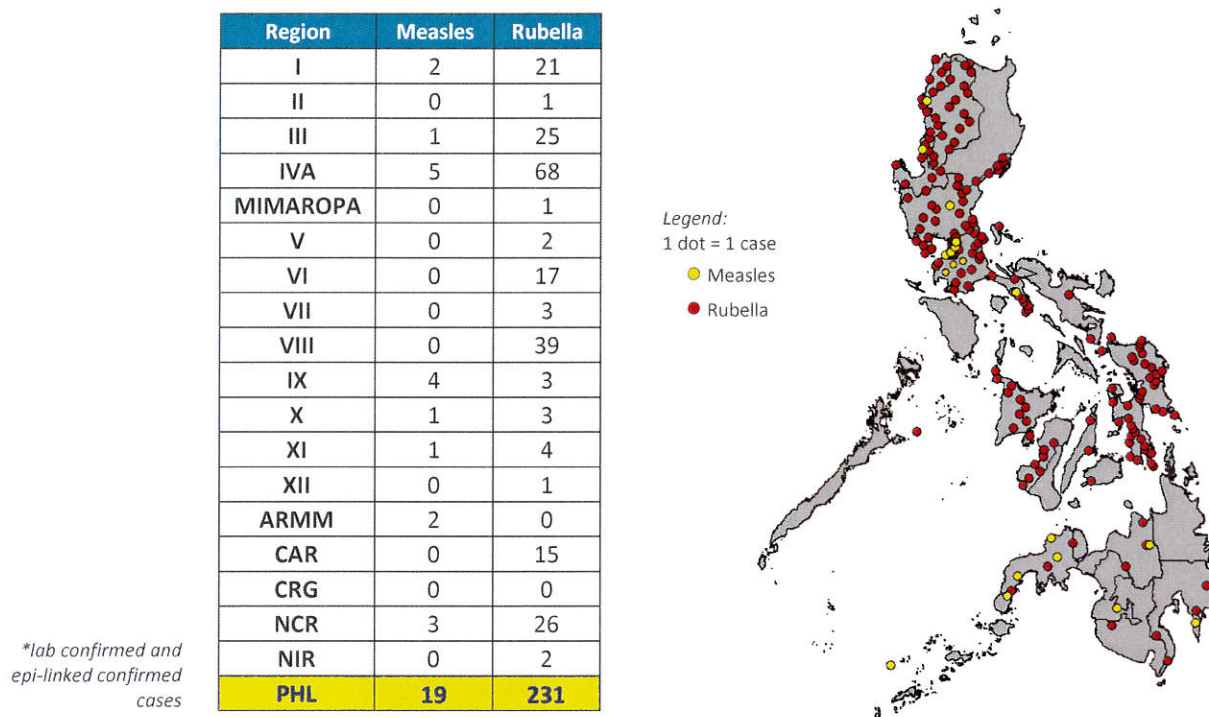 Region Measles Rubella
I 2 21
II 0 1
III 1 25
IVA 5 68
MIMAROPA 0 1
V 0 2
VI 0 17
VII 0 3
VIII 0 39
IX 4 3
X 1 3
XI 1 4
XII 0 1
ARMM 2 0
CAR 0 15
CRG 0 0
NCR 3 26
NIR 0 2
PHL 19 231
*lab confirmed and
epi-linked confirmed
cases
Legend:
1 dot = 1 case
Measles
Rubella